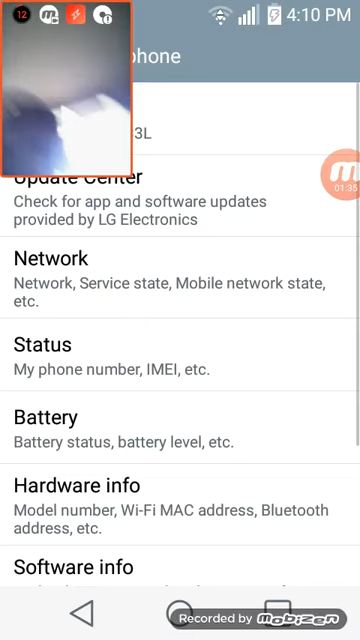 12
4:10 PM
phone
3L
Update Center
Check for app and software updates
provided by LG Electronics
01:35
Network
Network, Service state, Mobile network state,
etc.
Status
My phone number, IMEI, etc.
Battery
Battery status, battery level, etc.
Hardware info
Model number, Wi-Fi MAC address, Bluetooth
address, etc.
Software info
Recorded by mobizen